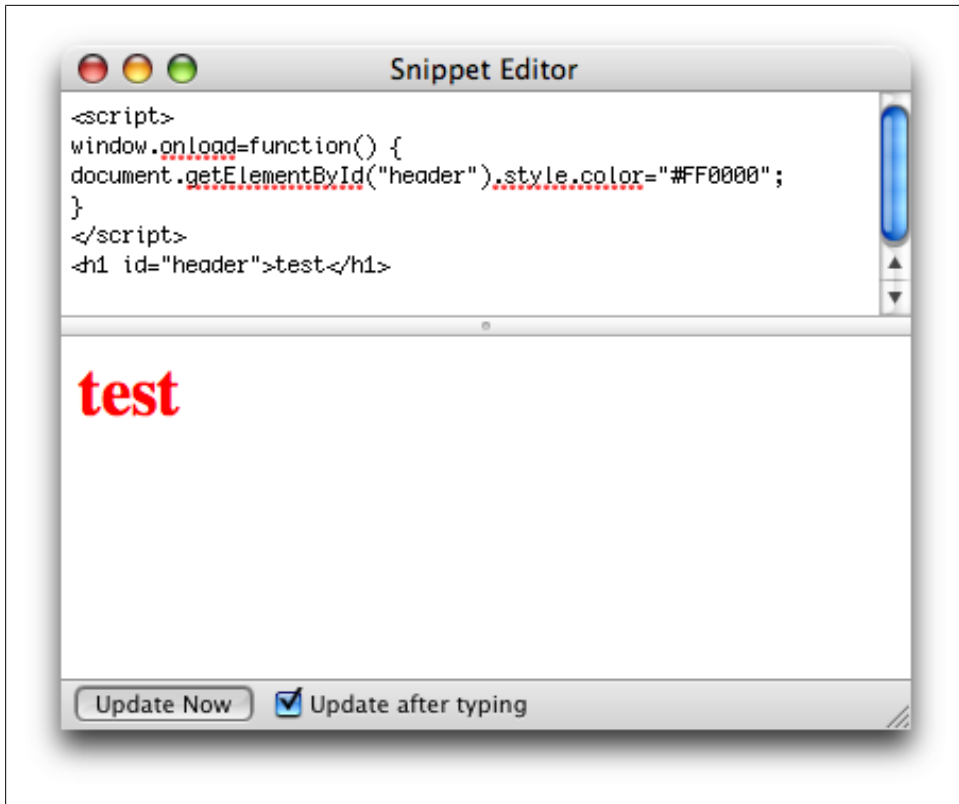 Snippet Editor
<script>
window.onload=function() {
document.getElementById("header").style.color="#FF0000";
}
</script>
<h1 id="header">test</h1>
test
Update Now Update after typing